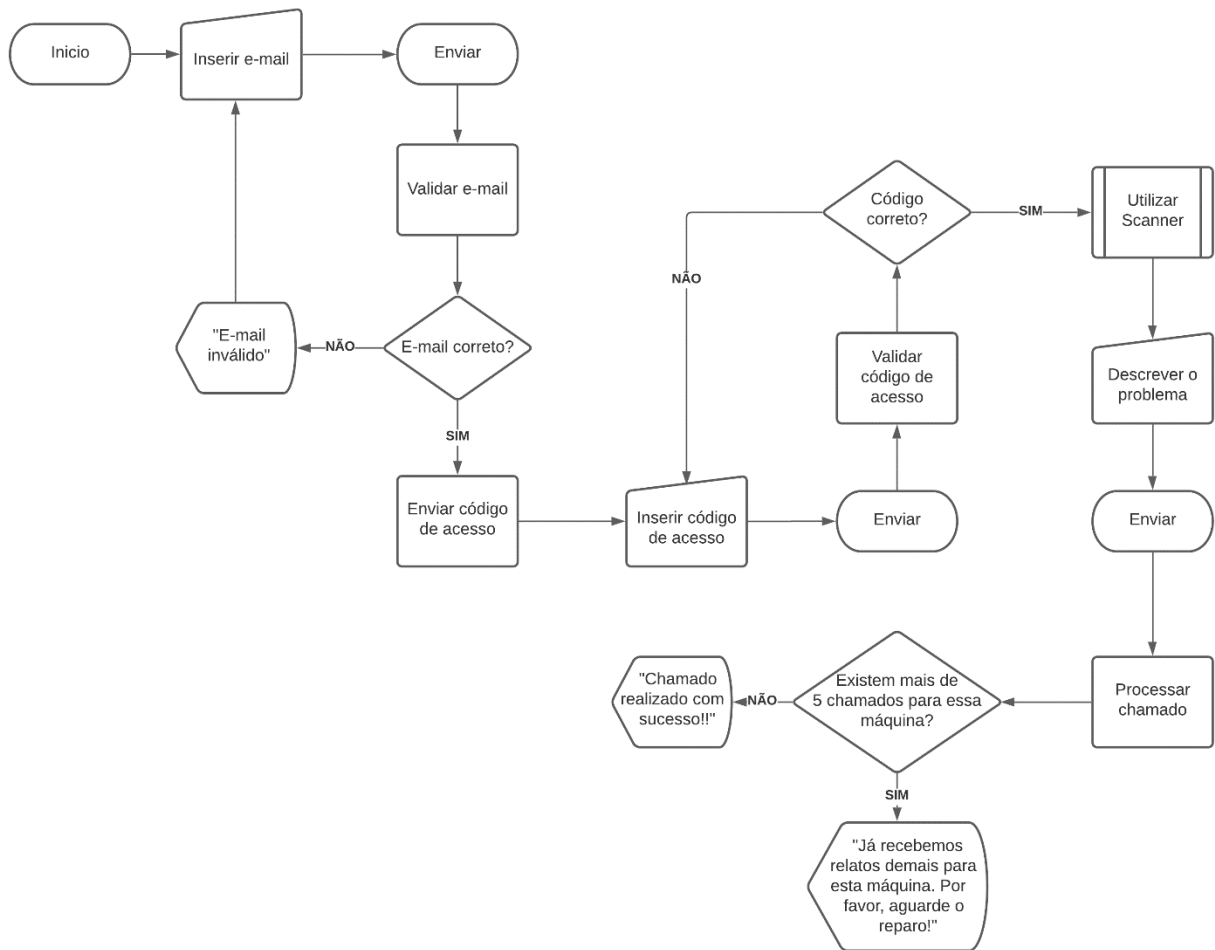 Inicio
Inserir e-mail
Enviar
Validar e-mail
E-mail correto?
NÃO
"E-mail
inválido"
SIM
Enviar código
de acesso
Inserir código
de acesso
Enviar
Validar
código de
acesso
Código
correto?
NÃO
SIM
Utilizar
Scanner
Descrever o
problema
Enviar
Processar
chamado
Existem mais de
5 chamados para essa
máquina?
NÃO
"Chamado
realizado com
sucesso!!"
SIM
"Já recebemos
relatos demais para
esta máquina. Por
favor, aguarde o
reparo!"